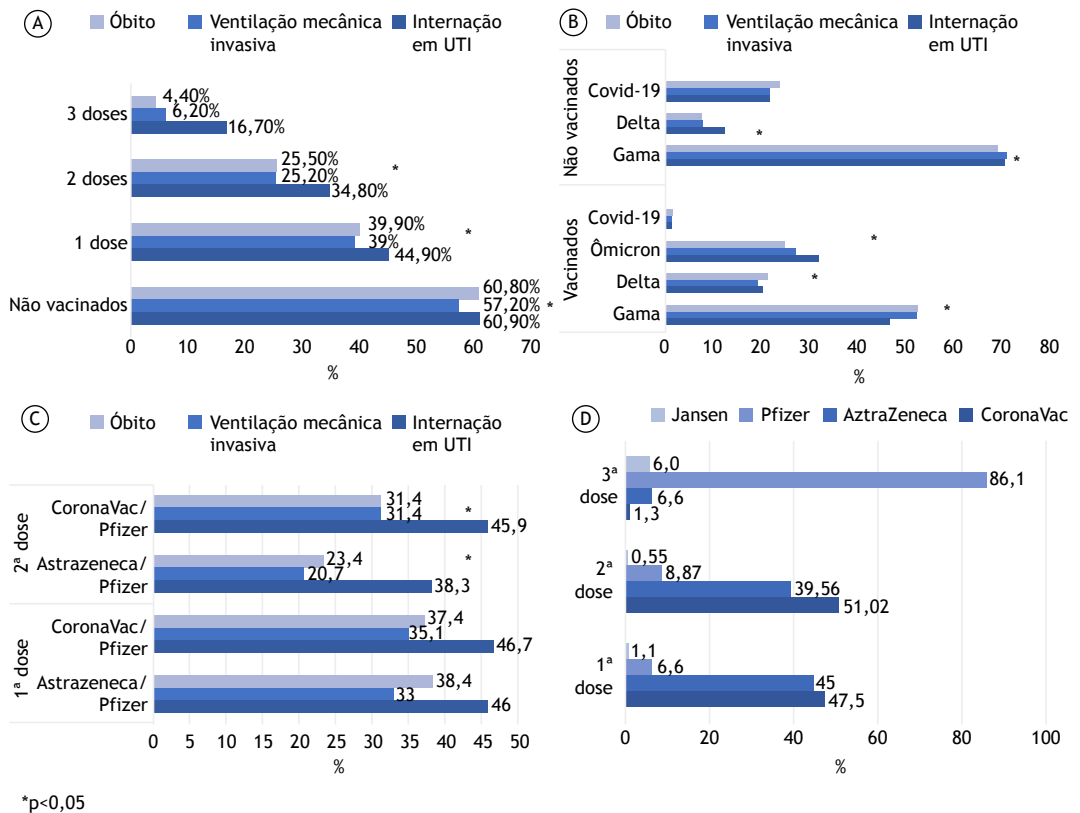 A
Óbito
Ventilação mecânica
invasiva
Internação
em UTI
3 doses
4,40%
6,20%
16,70%
2 doses
25,50%
25,20%
34,80%
*
1 dose
39,90%
39%
44,90%
*
Não vacinados
60,80%
57,20%
60,90%
*
0 10 20 30 40 50 60 70
%
B
Óbito
Ventilação mecânica
invasiva
Internação
em UTI
Não vacinados
Covid-19
Delta
*
Gama
*
Vacinados
Covid-19
Ômicron
*
Delta
*
Gama
*
0 10 20 30 40 50 60 70 80
%
C
Óbito
Ventilação mecânica
invasiva
Internação
em UTI
2ª dose
CoronaVac/
Pfizer
31,4
31,4
45,9
*
Astrazeneca/
Pfizer
23,4
20,7
38,3
*
1ª dose
CoronaVac/
Pfizer
37,4
35,1
46,7
Astrazeneca/
Pfizer
38,4
33
46
0 5 10 15 20 25 30 35 40 45 50
%
D
Jansen
Pfizer
AztraZeneca
CoronaVac
3ª
dose
6,0
86,1
6,6
1,3
2ª
dose
0,55
8,87
39,56
51,02
1ª
dose
1,1
6,6
45
47,5
0 20 40 60 80 100
%
*p<0,05